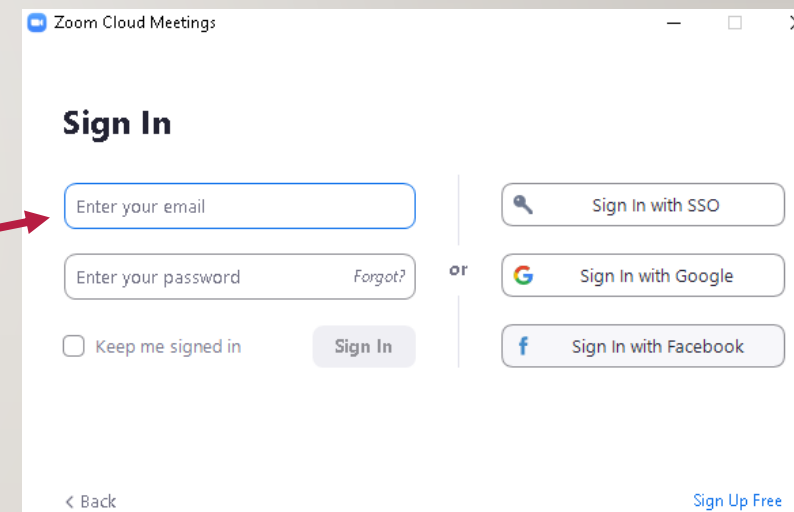 Zoom Cloud Meetings
Sign In
Enter your email
Enter your password Forgot?
Keep me signed in Sign In
or
Sign In with SSO
Sign In with Google
Sign In with Facebook
< Back
Sign Up Free